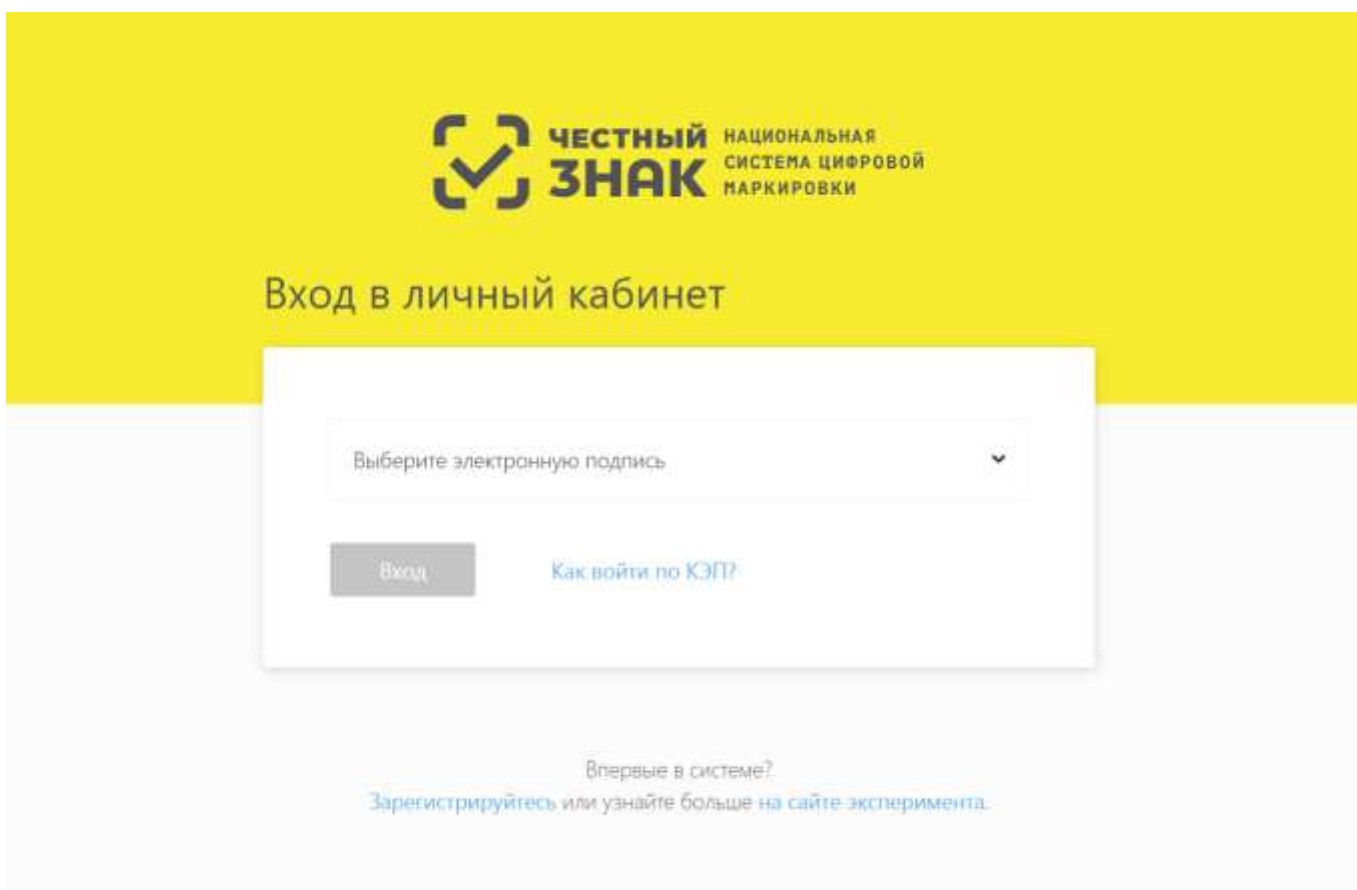 ЧЕСТНЫЙ
ЗНАК
НАЦИОНАЛЬНАЯ
СИСТЕМА ЦИФРОВОЙ
МАРКИРОВКИ
Вход в личный кабинет
Выберите электронную подпись
Вход
Как войти по КЭП?
Впервые в системе?
Зарегистрируйтесь или узнайте больше на сайте эксперимента.